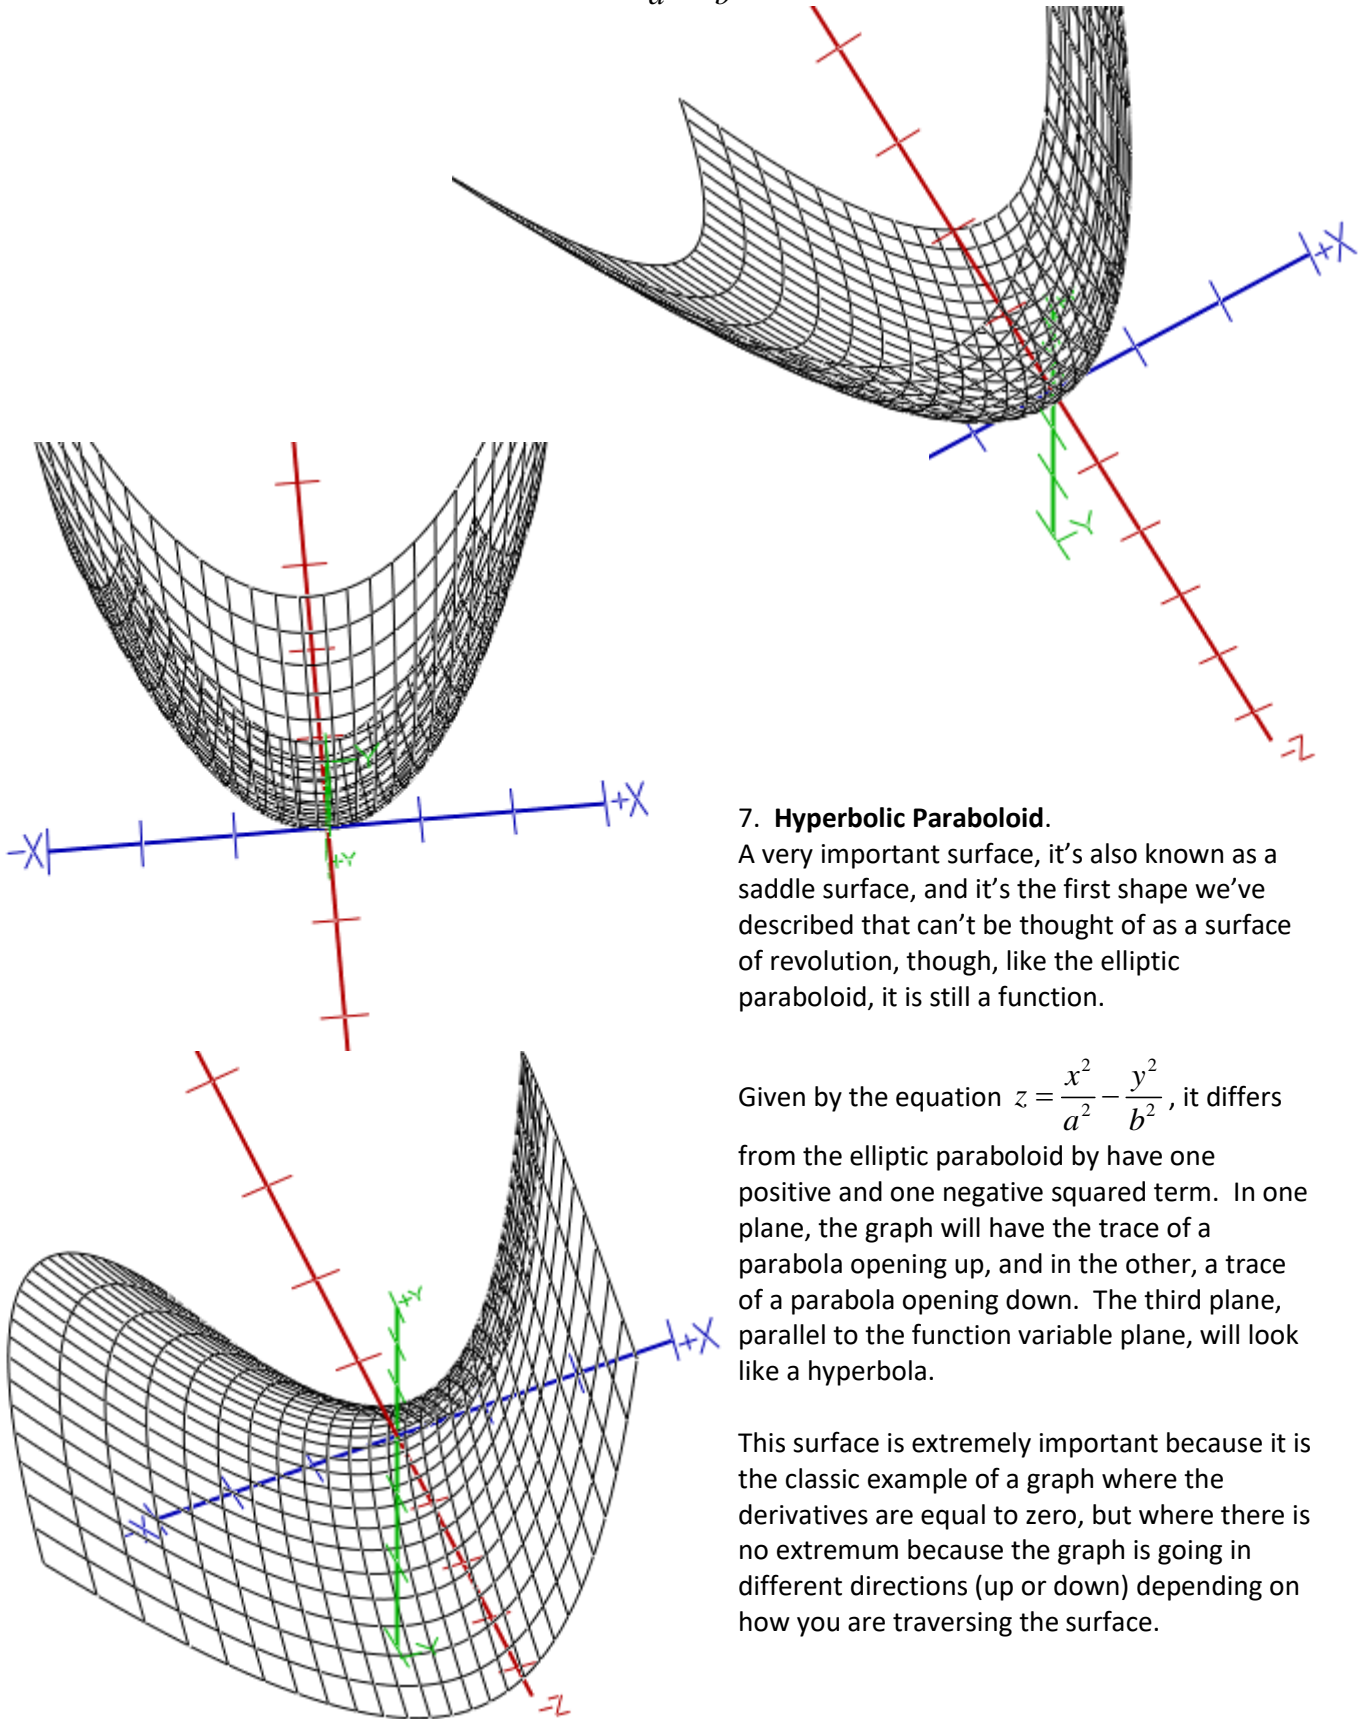 +X
-Y
-Z
-Y
-X
+X
+Y
7. Hyperbolic Paraboloid.
A very important surface, it’s also known as a
saddle surface, and it’s the first shape we’ve
described that can’t be thought of as a surface
of revolution, though, like the elliptic
paraboloid, it is still a function.
Given by the equation z = x²/a² − y²/b² , it differs
from the elliptic paraboloid by have one
positive and one negative squared term. In one
plane, the graph will have the trace of a
parabola opening up, and in the other, a trace
of a parabola opening down. The third plane,
parallel to the function variable plane, will look
like a hyperbola.
This surface is extremely important because it is
the classic example of a graph where the
derivatives are equal to zero, but where there is
no extremum because the graph is going in
different directions (up or down) depending on
how you are traversing the surface.
+Y
+X
-X
-Y
-Z